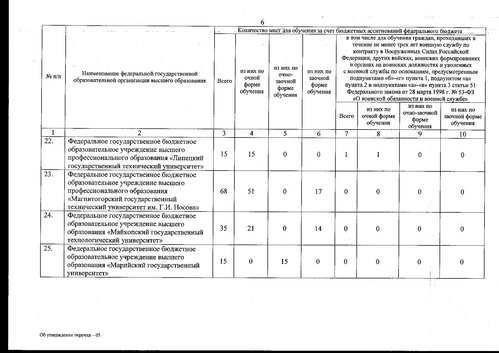 6
Количество мест для обучения за счет бюджетных ассигнований федерального бюджета
№ п/п
Наименование федеральной государственной
образовательной организации высшего образования
Всего
из них по
очной
форме
обучения
из них по
очно-
заочной
форме
обучения
из них по
заочной
форме
обучения
в том числе для обучения граждан, проходивших в
течение не менее трех лет военную службу по
контракту в Вооруженных Силах Российской
Федерации, других войсках, воинских формированиях
и органах на воинских должностях и уволенных
с военной службы по основаниям, предусмотренным
подпунктами «б»-«г» пункта 1, подпунктом «а»
пункта 2 и подпунктами «а»-«в» пункта 3 статьи 51
Федерального закона от 28 марта 1998 г. № 53-ФЗ
«О воинской обязанности и военной службе»
Всего
из них по
очной форме
обучения
из них по
очно-заочной
форме
обучения
из них по
заочной форме
обучения
1 2 3 4 5 6 7 8 9 10
22. Федеральное государственное бюджетное
образовательное учреждение высшего
профессионального образования «Липецкий
государственный технический университет»
15 15 0 0 1 1 0 0
23. Федеральное государственное бюджетное
образовательное учреждение высшего
профессионального образования
«Магнитогорский государственный
технический университет им. Г.И. Носова»
68 51 0 17 0 0 0 0
24. Федеральное государственное бюджетное
образовательное учреждение высшего
образования «Майкопский государственный
технологический университет»
35 21 0 14 0 0 0 0
25. Федеральное государственное бюджетное
образовательное учреждение высшего
образования «Марийский государственный
университет»
15 0 15 0 0 0 0 0
Об утверждении перечня – 05